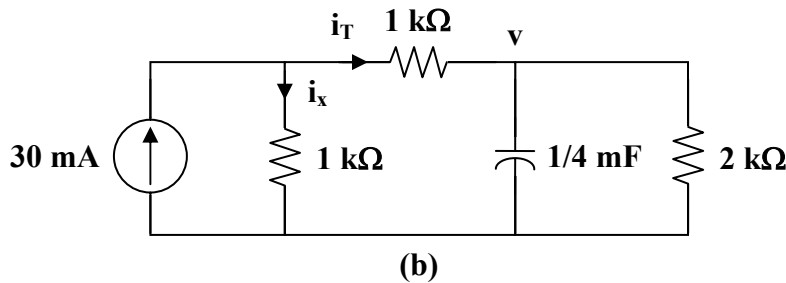 i_T 1 kΩ v
i_x
30 mA 1 kΩ 1/4 mF 2 kΩ
(b)